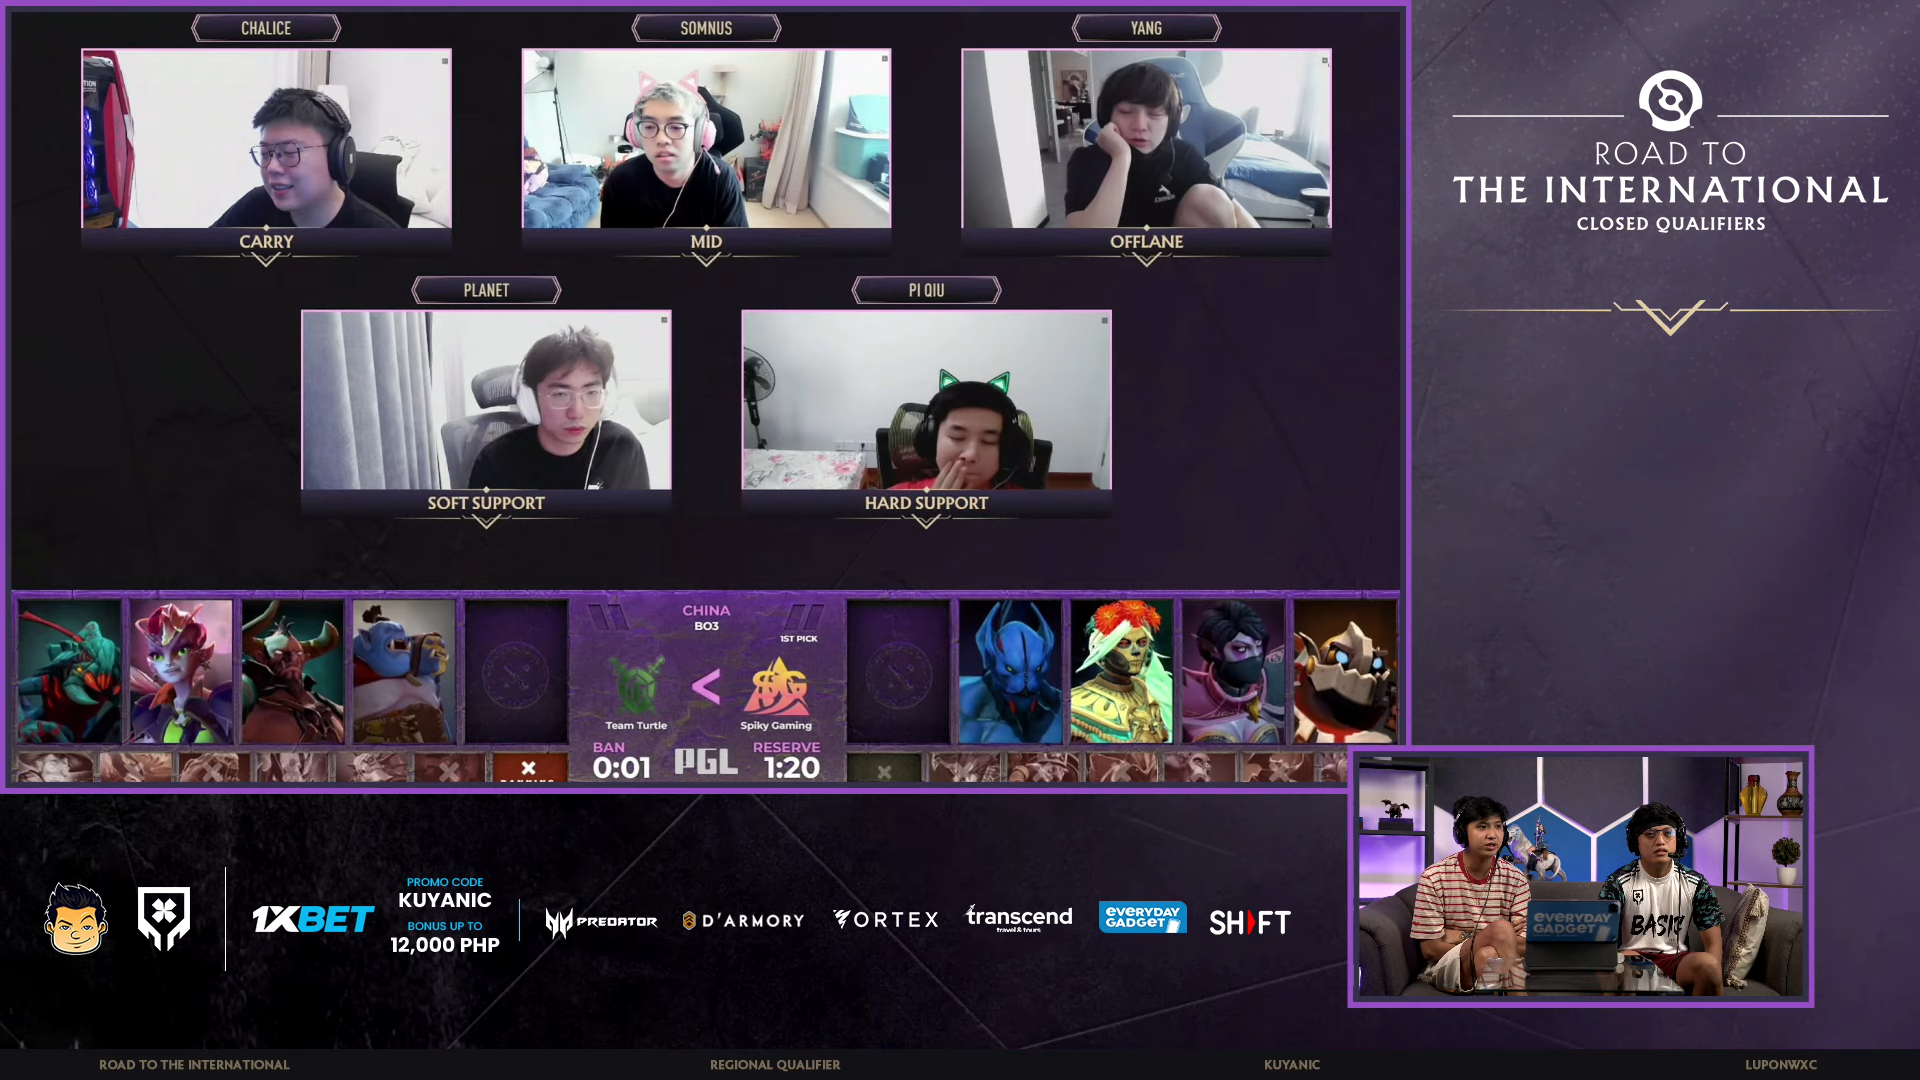 CHALICE
SOMNUS
YANG
CARRY
MID
OFFLANE
PLANET
PI QIU
SOFT SUPPORT
HARD SUPPORT
ROAD TO
THE INTERNATIONAL
CLOSED QUALIFIERS
CHINA
BO3
1ST PICK
<
Team Turtle
Spiky Gaming
BAN
0:01
PGL
RESERVE
1:20
1XBET
PROMO CODE
KUYANIC
BONUS UP TO
12,000 PHP
PREDATOR
D'ARMORY
VORTEX
transcend
travel & tours
EVERYDAY
GADGET
SHIFT
EVERYDAY
GADGET
BASIC
ROAD TO THE INTERNATIONAL
REGIONAL QUALIFIER
KUYANIC
LUPONWXC